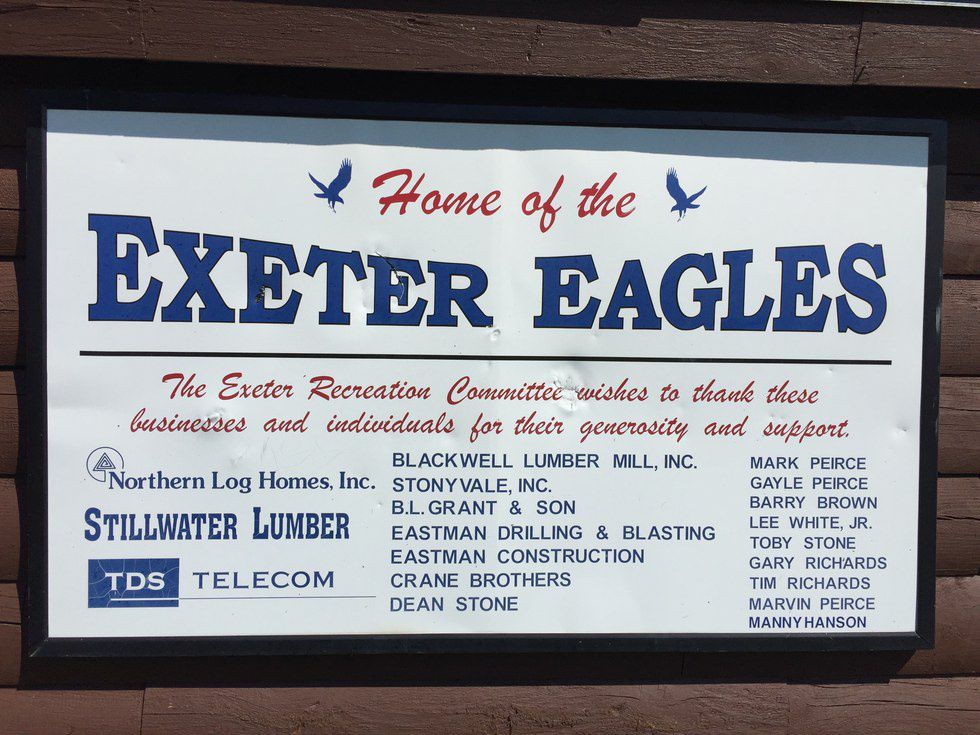 Home of the
EXETER EAGLES
The Exeter Recreation Committee wishes to thank these
businesses and individuals for their generosity and support.
Northern Log Homes, Inc.
STILLWATER LUMBER
TDS TELECOM
BLACKWELL LUMBER MILL, INC.
STONYVALE, INC.
B.L. GRANT & SON
EASTMAN DRILLING & BLASTING
EASTMAN CONSTRUCTION
CRANE BROTHERS
DEAN STONE
MARK PEIRCE
GAYLE PEIRCE
BARRY BROWN
LEE WHITE, JR.
TOBY STONE
GARY RICHARDS
TIM RICHARDS
MARVIN PEIRCE
MANNY HANSON